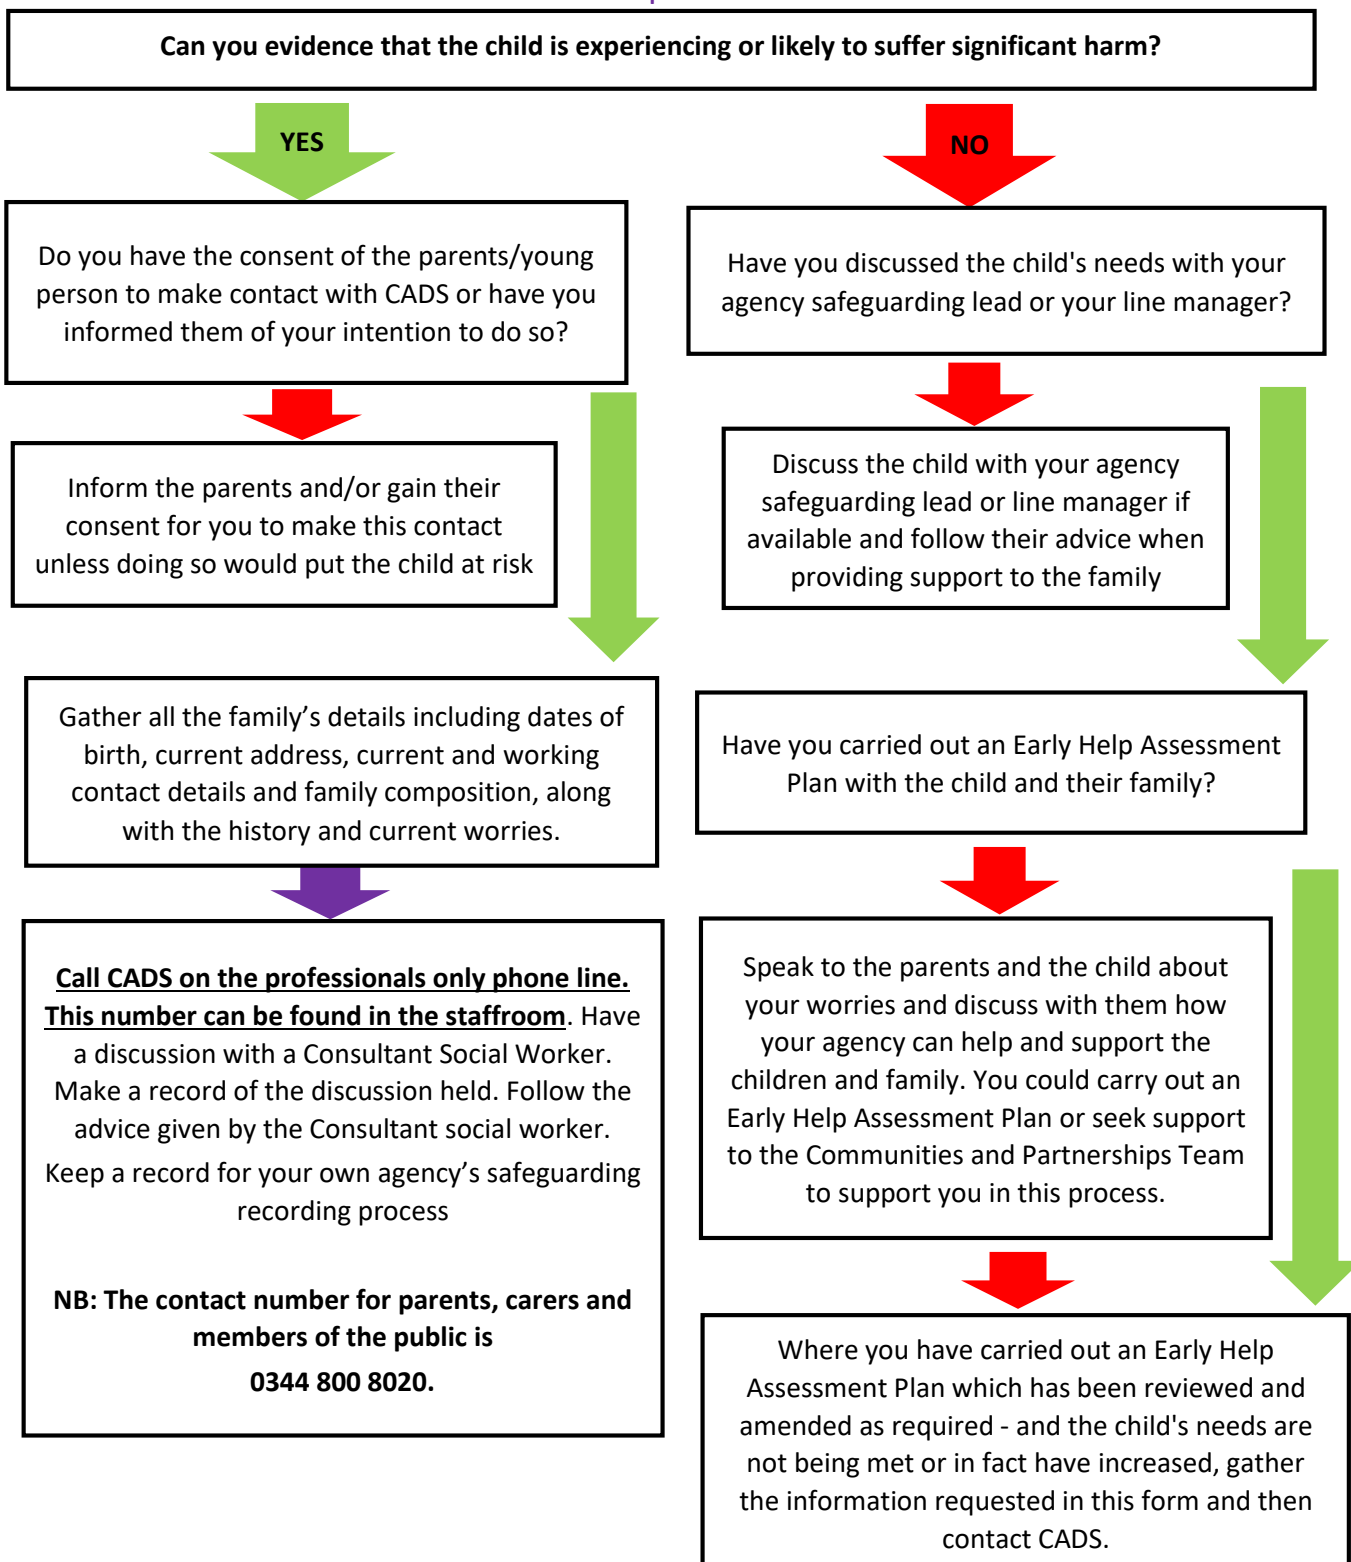 Can you evidence that the child is experiencing or likely to suffer significant harm?
YES
NO
Do you have the consent of the parents/young
person to make contact with CADS or have you
informed them of your intention to do so?
Have you discussed the child's needs with your
agency safeguarding lead or your line manager?
Inform the parents and/or gain their
consent for you to make this contact
unless doing so would put the child at risk
Discuss the child with your agency
safeguarding lead or line manager if
available and follow their advice when
providing support to the family
Gather all the family’s details including dates of
birth, current address, current and working
contact details and family composition, along
with the history and current worries.
Have you carried out an Early Help Assessment
Plan with the child and their family?
Call CADS on the professionals only phone line.
This number can be found in the staffroom. Have
a discussion with a Consultant Social Worker.
Make a record of the discussion held. Follow the
advice given by the Consultant social worker.
Keep a record for your own agency’s safeguarding
recording process
NB: The contact number for parents, carers and
members of the public is
0344 800 8020.
Speak to the parents and the child about
your worries and discuss with them how
your agency can help and support the
children and family. You could carry out an
Early Help Assessment Plan or seek support
to the Communities and Partnerships Team
to support you in this process.
Where you have carried out an Early Help
Assessment Plan which has been reviewed and
amended as required - and the child's needs are
not being met or in fact have increased, gather
the information requested in this form and then
contact CADS.